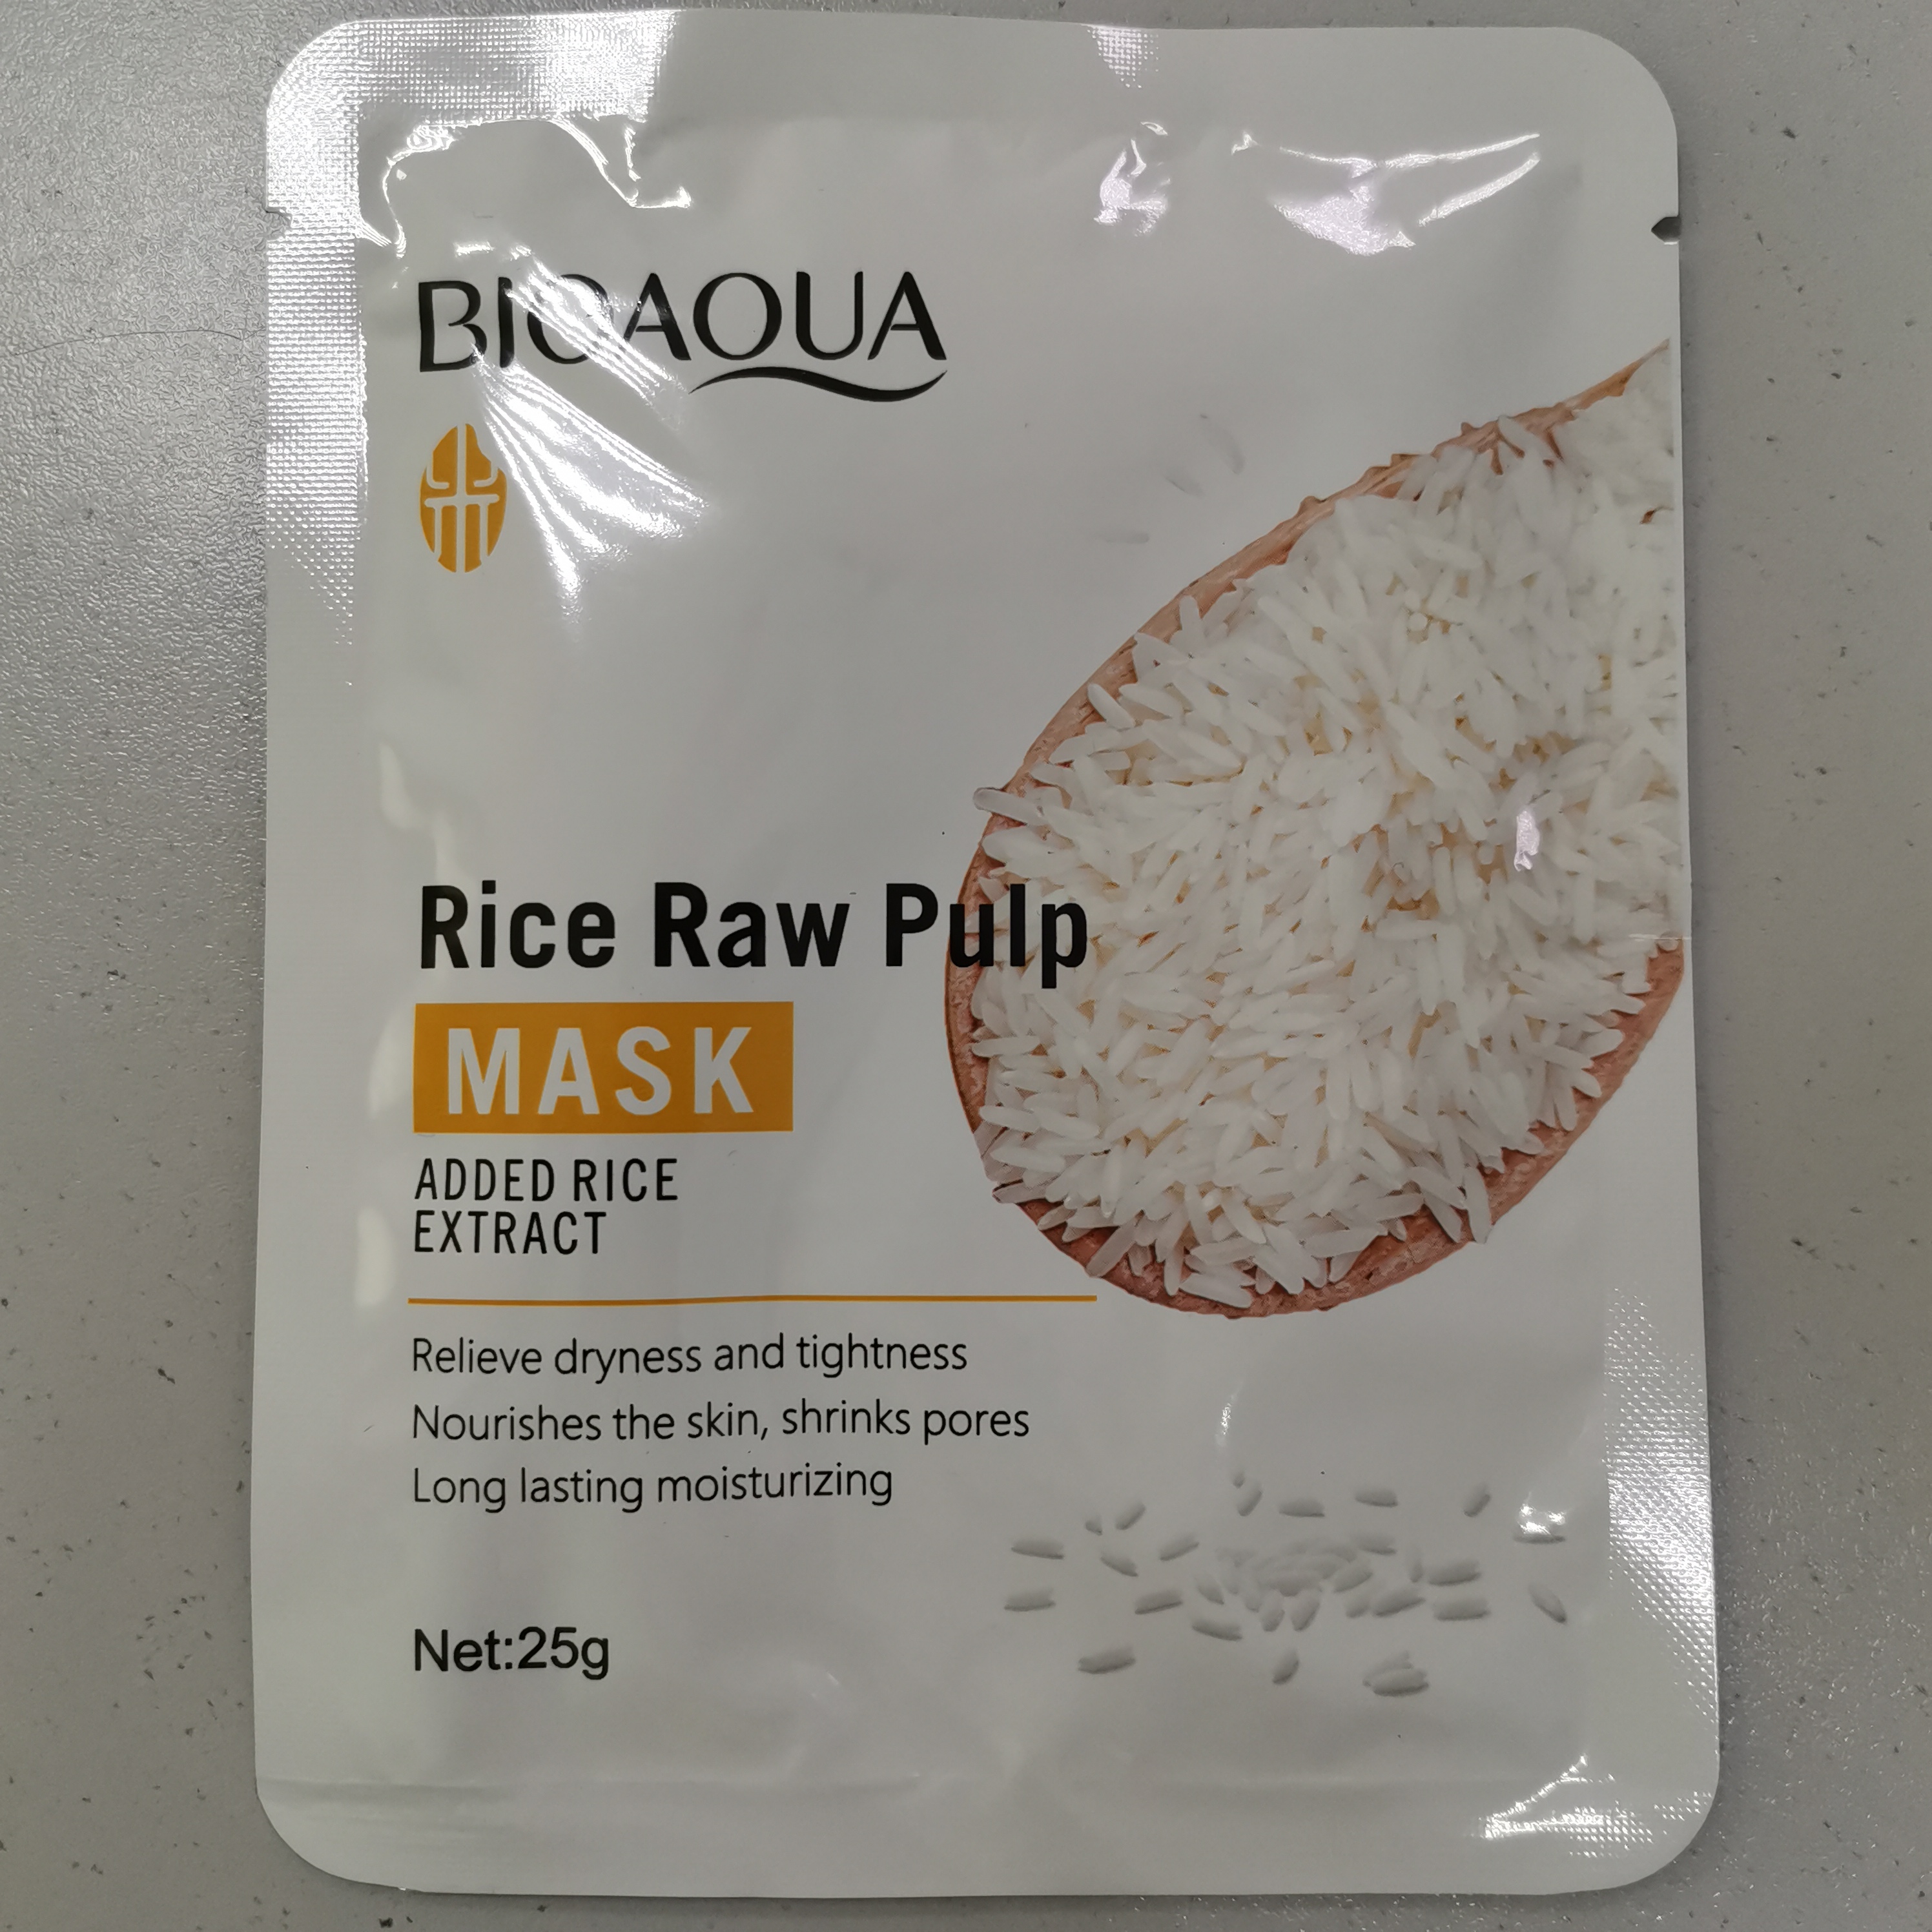 BIOAQUA
Rice Raw Pulp
MASK
ADDED RICE
EXTRACT
Relieve dryness and tightness
Nourishes the skin, shrinks pores
Long lasting moisturizing
Net:25g